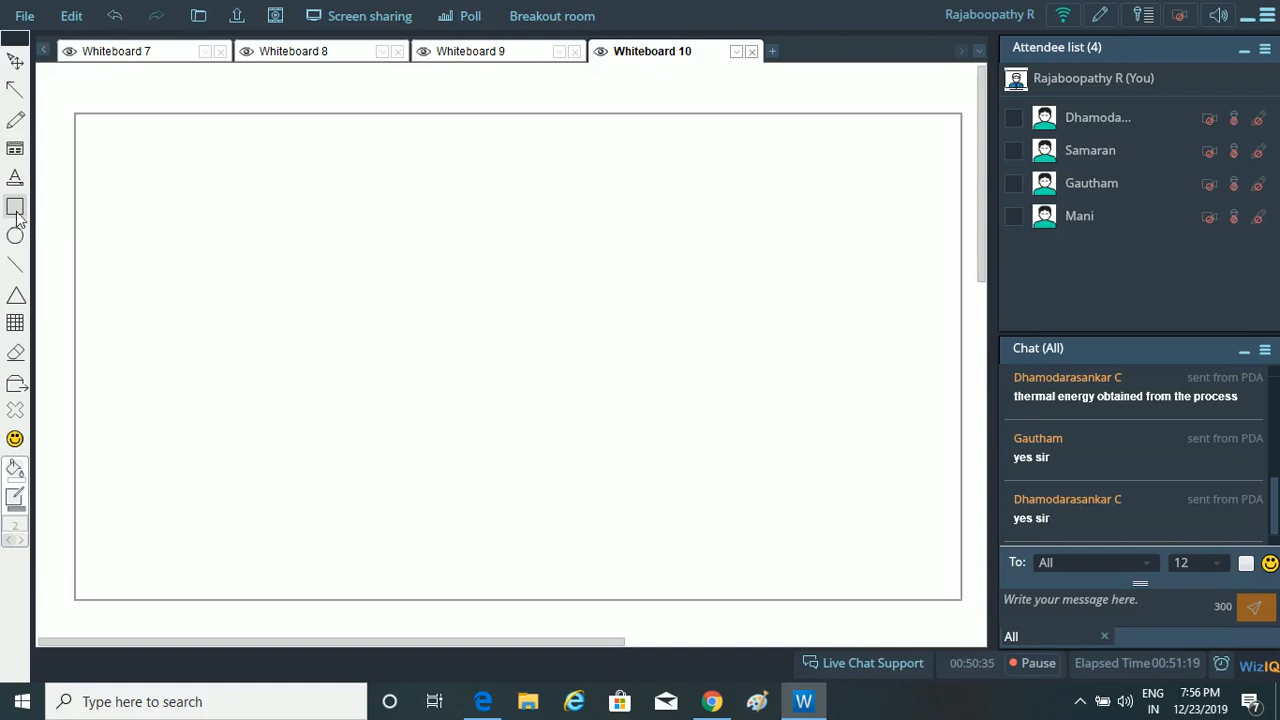 File Edit Screen sharing Poll Breakout room Rajaboopathy R
Whiteboard 7 Whiteboard 8 Whiteboard 9 Whiteboard 10 +
Attendee list (4)
Rajaboopathy R (You)
Dhamoda...
Samaran
Gautham
Mani
Chat (All)
Dhamodarasankar C sent from PDA
thermal energy obtained from the process
Gautham sent from PDA
yes sir
Dhamodarasankar C sent from PDA
yes sir
2
To: All 12
Write your message here. 300
All
Live Chat Support 00:50:35 Pause Elapsed Time 00:51:19 WizIQ
Type here to search
ENG 7:56 PM
IN 12/23/2019 7